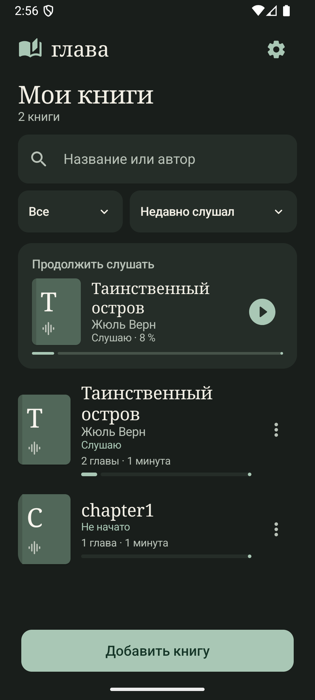 2:56
глава
Мои книги
2 книги
Название или автор
Все
Недавно слушал
Продолжить слушать
Т
Таинственный
остров
Жюль Верн
Слушаю · 8 %
Т
Таинственный
остров
Жюль Верн
Слушаю
2 главы · 1 минута
C
chapter1
Не начато
1 глава · 1 минута
Добавить книгу